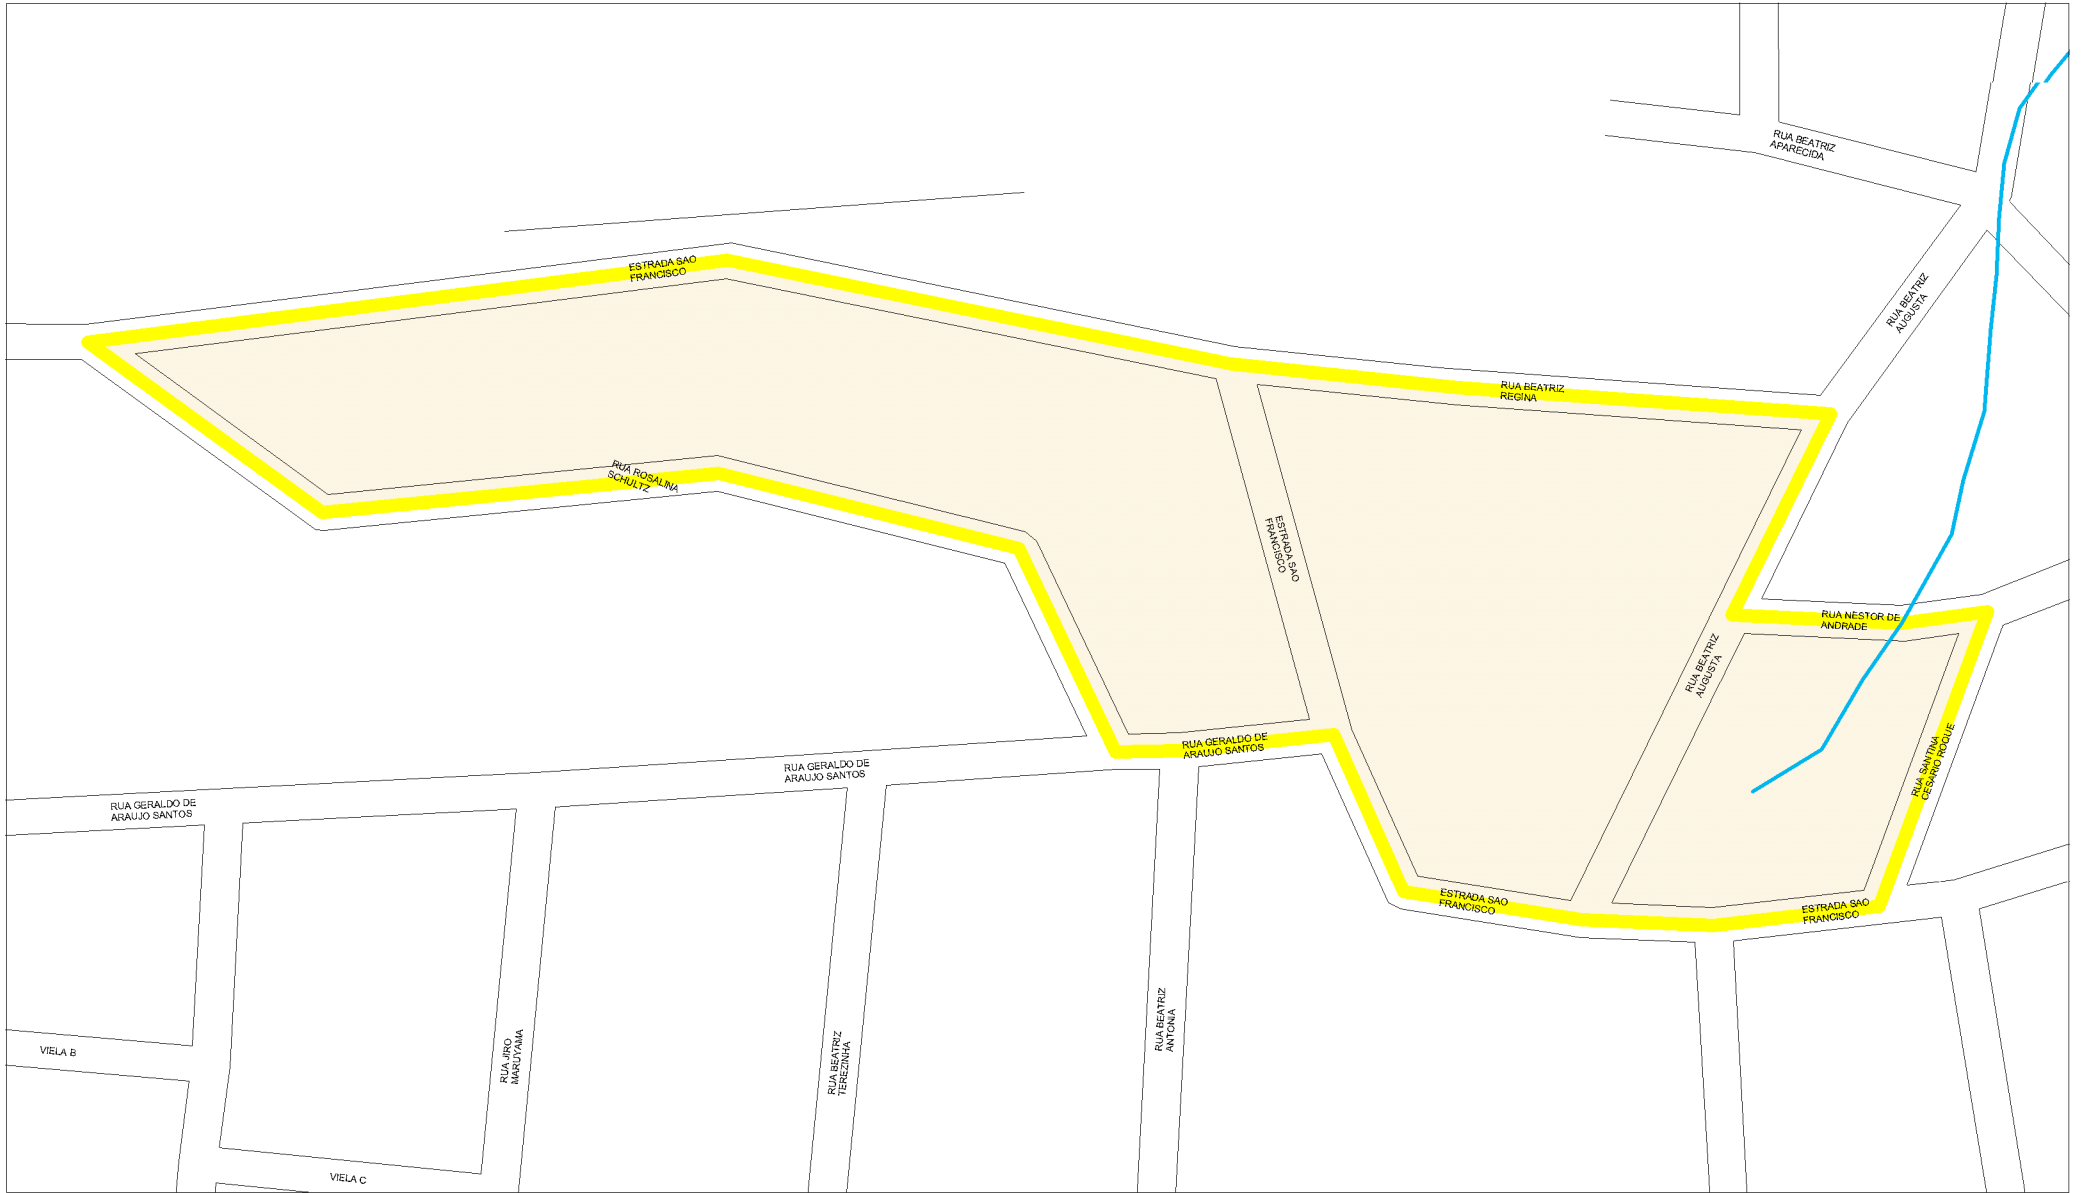 RUA BEATRIZ
APARECIDA
ESTRADA SAO
FRANCISCO
RUA BEATRIZ
AUGUSTA
RUA BEATRIZ
REGINA
RUA ROSALINA
SCHULTZ
ESTRADA SAO
FRANCISCO
RUA NESTOR DE
ANDRADE
RUA BEATRIZ
AUGUSTA
RUA GERALDO DE
ARAUJO SANTOS
RUA GERALDO DE
ARAUJO SANTOS
RUA GERALDO DE
ARAUJO SANTOS
RUA SANTINA
CESARIO ROQUE
ESTRADA SAO
FRANCISCO
ESTRADA SAO
FRANCISCO
VIELA B
RUA JIRO
MARUYAMA
RUA BEATRIZ
TEREZINHA
RUA BEATRIZ
ANTONIA
VIELA C